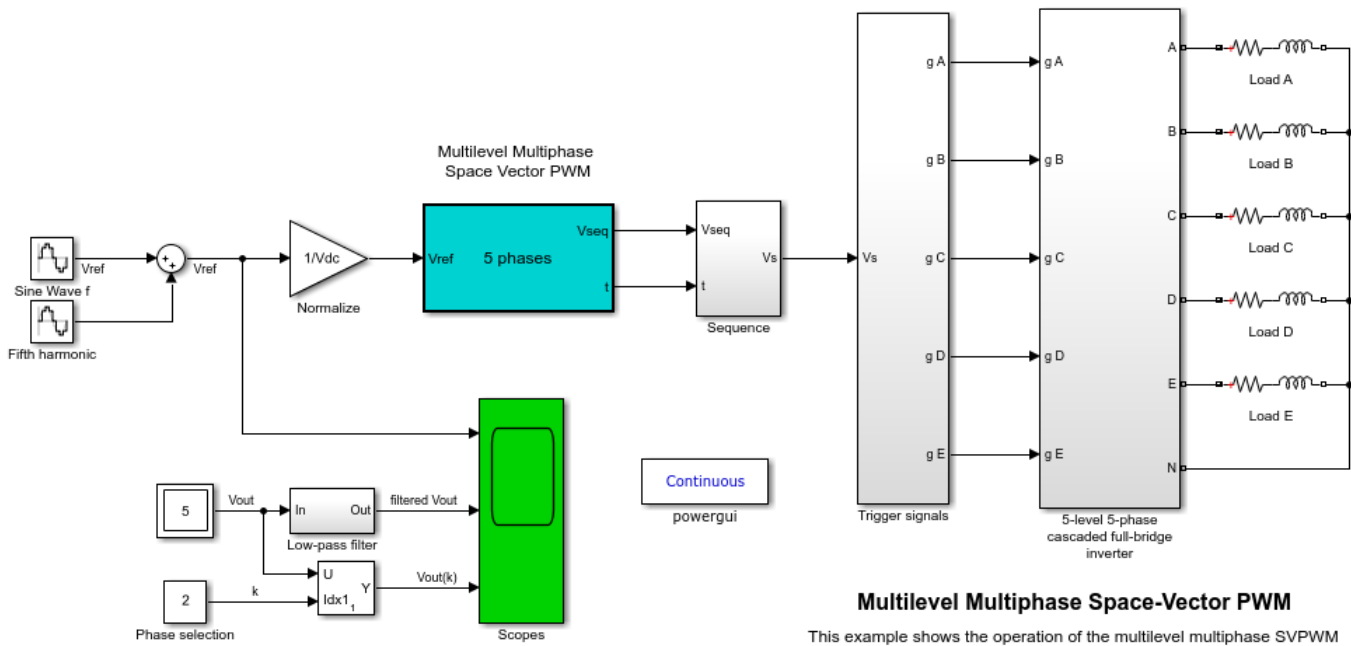 Multilevel Multiphase
Space Vector PWM
Sine Wave f
Vref
Fifth harmonic
+
+
Vref
1/Vdc
Normalize
Vref
5 phases
Vseq
t
Vseq
t
Vs
Sequence
Vs
g A
g B
g C
g D
g E
Trigger signals
g A
g B
g C
g D
g E
A
B
C
D
E
N
5-level 5-phase
cascaded full-bridge
inverter
+
Load A
+
Load B
+
Load C
+
Load D
+
Load E
5
Vout
In
Out
Low-pass filter
filtered Vout
2
Phase selection
k
U
Idx1
1
Y
Vout(k)
Scopes
Continuous
powergui
Multilevel Multiphase Space-Vector PWM
This example shows the operation of the multilevel multiphase SVPWM